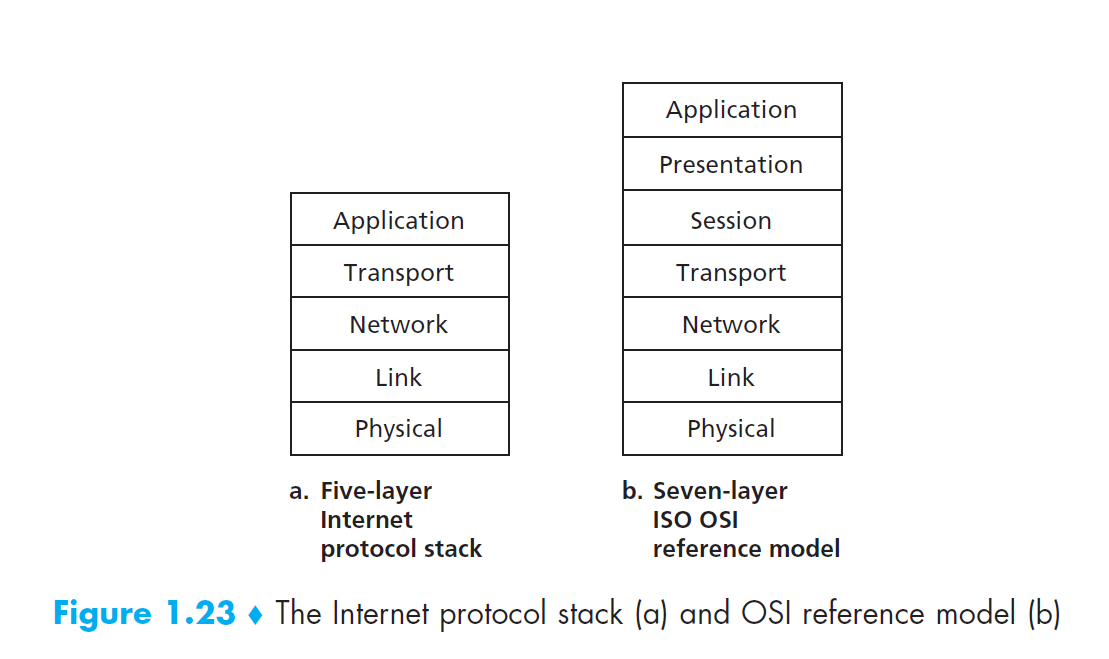 Application
Transport
Network
Link
Physical
a. Five-layer
Internet
protocol stack
Application
Presentation
Session
Transport
Network
Link
Physical
b. Seven-layer
ISO OSI
reference model
Figure 1.23 ♦ The Internet protocol stack (a) and OSI reference model (b)